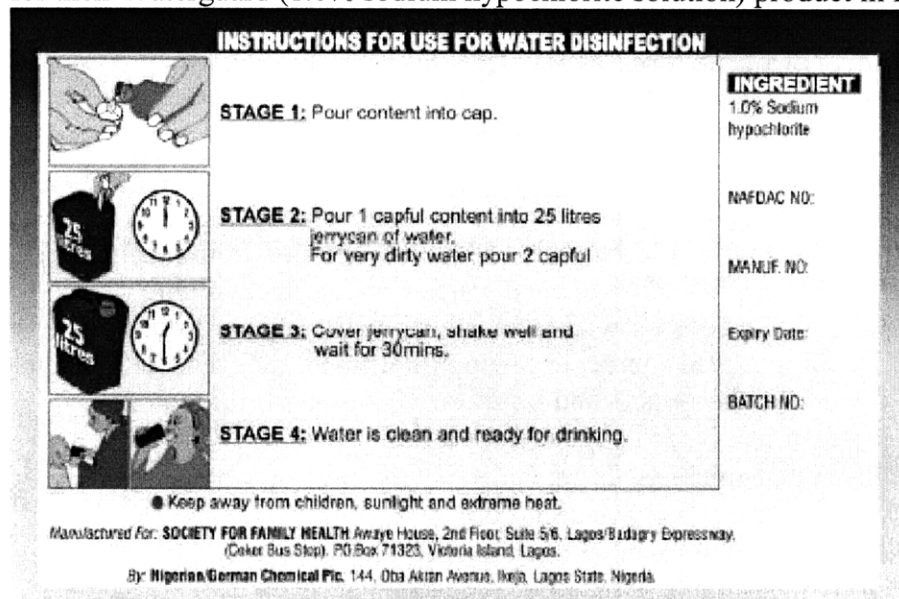 INSTRUCTIONS FOR USE FOR WATER DISINFECTION
STAGE 1: Pour content into cap.
25
litres
STAGE 2: Pour 1 capful content into 25 litres
jerrycan of water.
For very dirty water pour 2 capful
25
litres
STAGE 3: Cover jerrycan, shake well and
wait for 30mins.
STAGE 4: Water is clean and ready for drinking.
INGREDIENT
1.0% Sodium
hypochlorite
NAFDAC NO:
MANUF. NO:
Expiry Date:
BATCH NO:
Keep away from children, sunlight and extreme heat.
Manufactured For: SOCIETY FOR FAMILY HEALTH Awaye House, 2nd Floor, Suite 5/6, Lagos/Badagry Expressway.
(Coker Bus Stop). PO Box 71323, Victoria Island, Lagos.
By: Nigerian/German Chemical Plc. 144, Oba Akran Avenue, Ikeja, Lagos State, Nigeria.